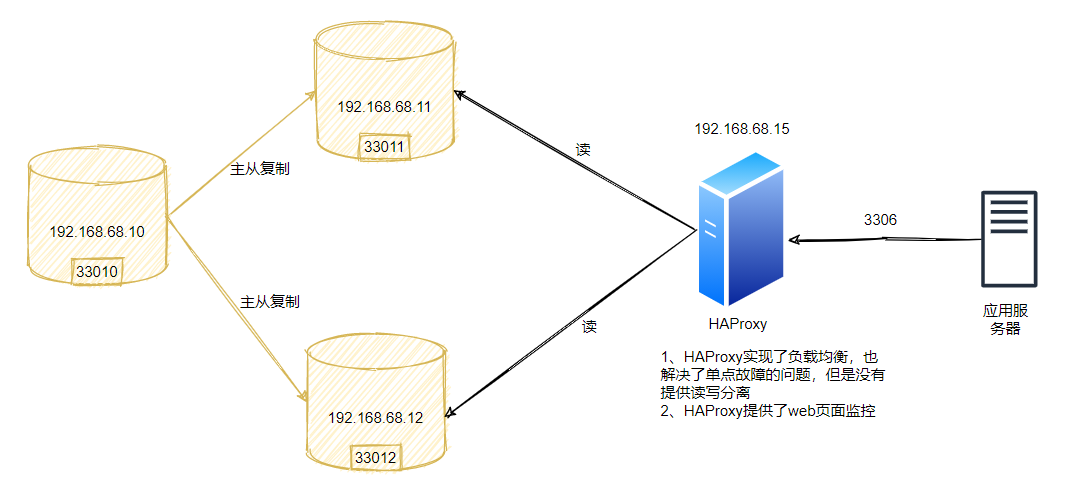 192.168.68.11
33011
主从复制
192.168.68.10
33010
主从复制
192.168.68.12
33012
读
读
192.168.68.15
HAProxy
1、HAProxy实现了负载均衡，也
解决了单点故障的问题，但是没有
提供读写分离
2、HAProxy提供了web页面监控
3306
应用服
务器